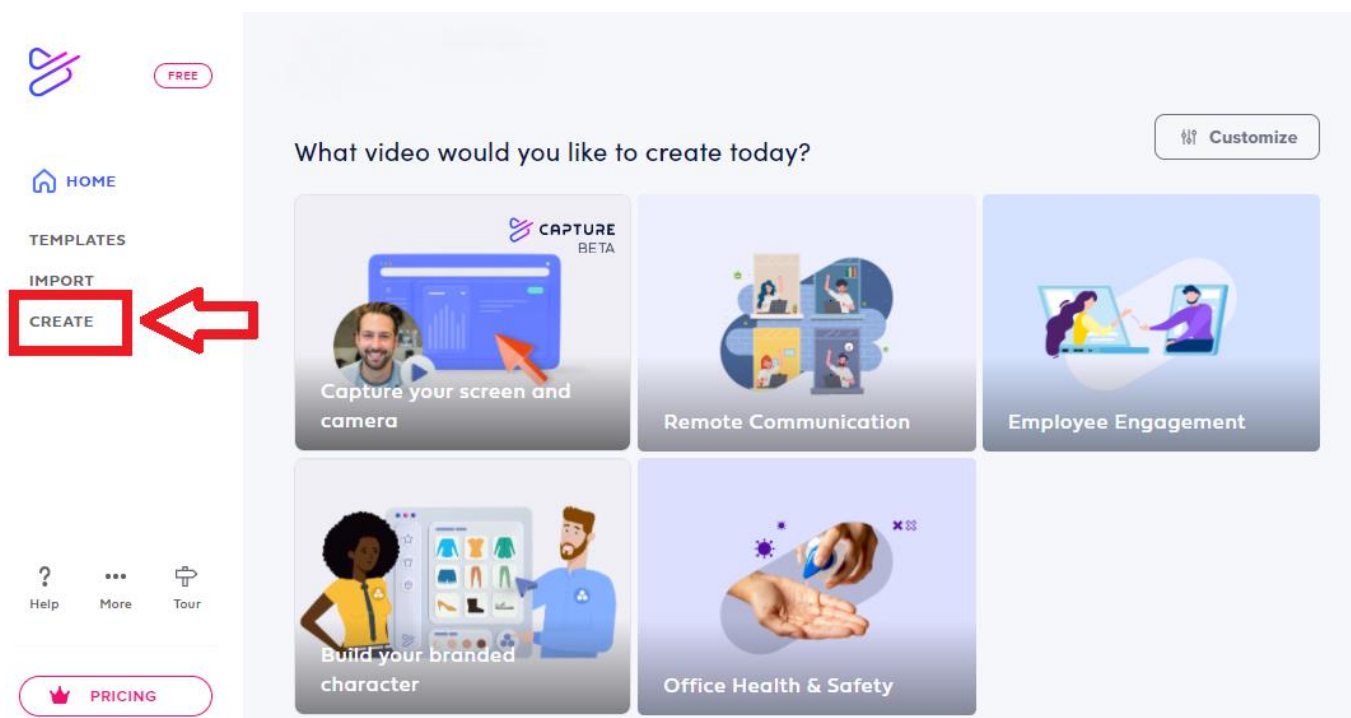 FREE
HOME
TEMPLATES
IMPORT
CREATE
?
Help
More
Tour
PRICING
What video would you like to create today?
Customize
CAPTURE
BETA
Capture your screen and
camera
Remote Communication
Employee Engagement
Build your branded
character
Office Health & Safety